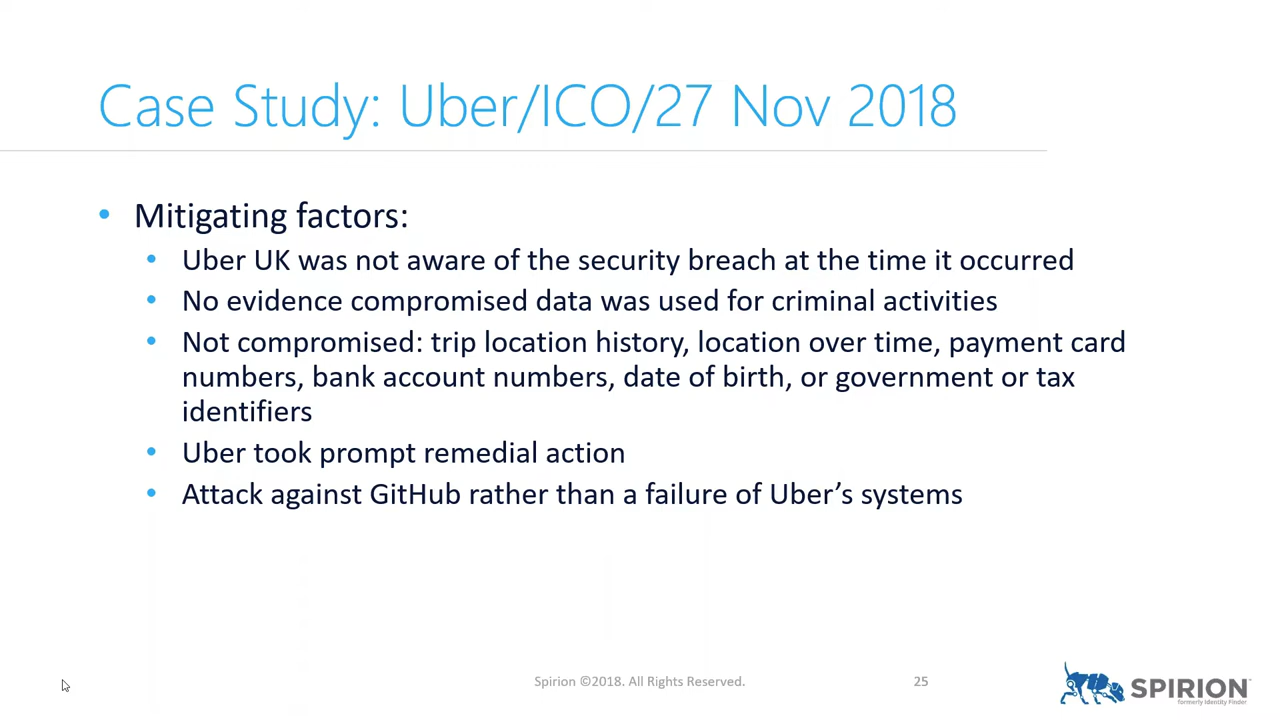 Case Study: Uber/ICO/27 Nov 2018
• Mitigating factors:
• Uber UK was not aware of the security breach at the time it occurred
• No evidence compromised data was used for criminal activities
• Not compromised: trip location history, location over time, payment card
numbers, bank account numbers, date of birth, or government or tax
identifiers
• Uber took prompt remedial action
• Attack against GitHub rather than a failure of Uber’s systems
Spirion ©2018. All Rights Reserved.
25
SPIRION
formerly Identity Finder